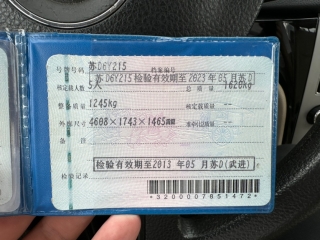 号牌号码 苏D6Y215 档案编号
苏D6Y215检验有效期至2023年05月苏D
核定载人数 5人 总质量 1620kg
整备质量 1245kg 核定载质量
外廓尺寸 4608×1743×1465mm 准牵引总质量
备注
检验有效期至2013年05月苏D(武进)
检验记录
*3200007851472*